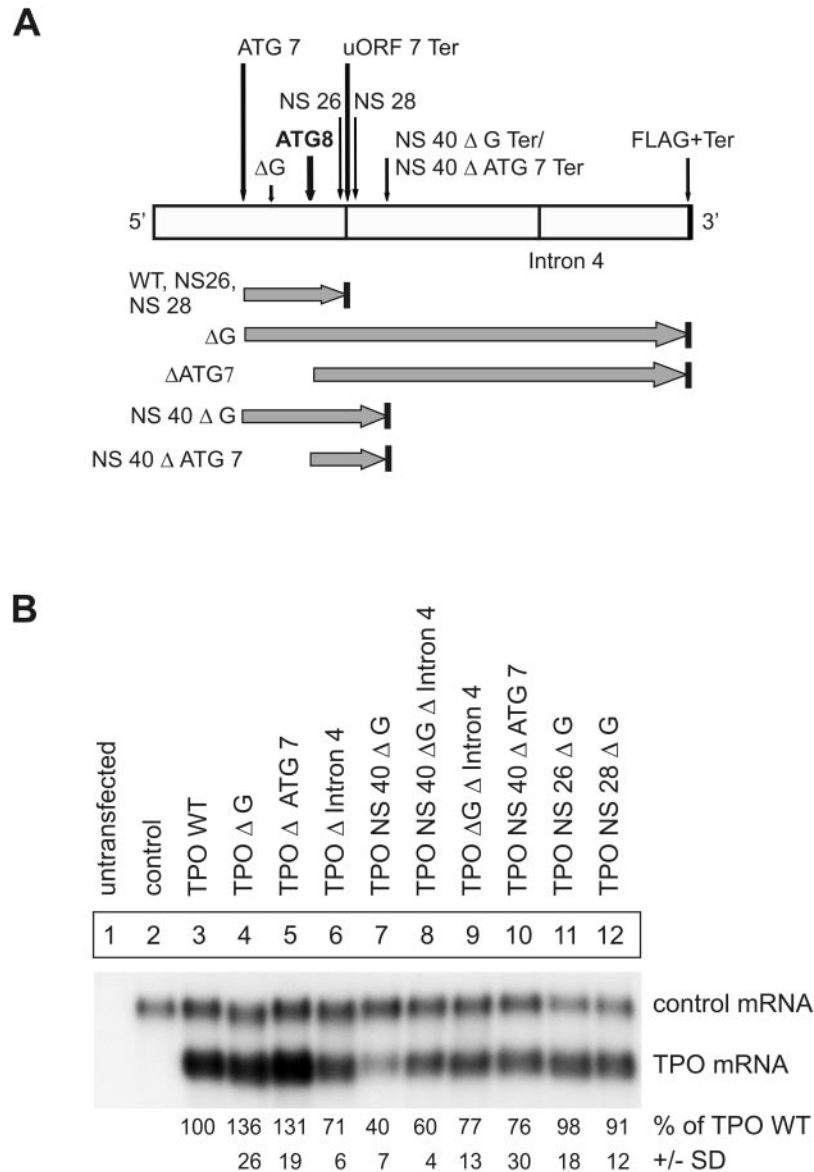 A
ATG 7 uORF 7 Ter
NS 26 NS 28
ATG8 NS 40 Δ G Ter/ FLAG+Ter
ΔG NS 40 Δ ATG 7 Ter
5’ 3’
Intron 4
WT, NS26,
NS 28
ΔG
ΔATG7
NS 40 Δ G
NS 40 Δ ATG 7
B
untransfected
control
TPO WT
TPO Δ G
TPO Δ ATG 7
TPO Δ Intron 4
TPO NS 40 Δ G
TPO NS 40 ΔG Δ Intron 4
TPO ΔG Δ Intron 4
TPO NS 40 Δ ATG 7
TPO NS 26 Δ G
TPO NS 28 Δ G
1 2 3 4 5 6 7 8 9 10 11 12
control mRNA
TPO mRNA
100 136 131 71 40 60 77 76 98 91 % of TPO WT
26 19 6 7 4 13 30 18 12 +/- SD